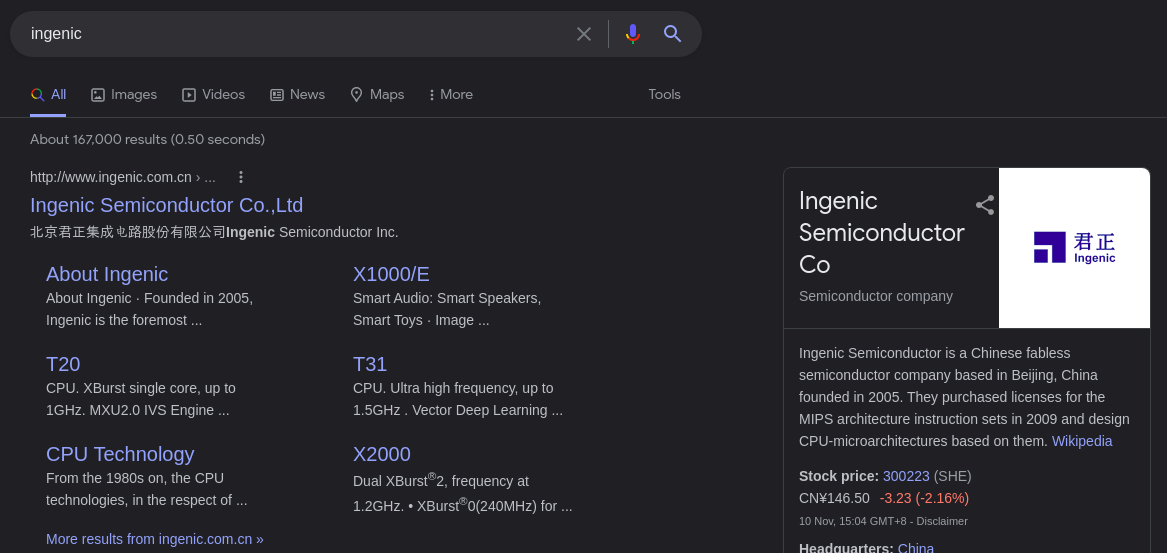 ingenic
All Images Videos News Maps More Tools
About 167,000 results (0.50 seconds)
http://www.ingenic.com.cn › ...
Ingenic Semiconductor Co.,Ltd
北京君正集成电路股份有限公司Ingenic Semiconductor Inc.
About Ingenic
About Ingenic · Founded in 2005,
Ingenic is the foremost ...
X1000/E
Smart Audio: Smart Speakers,
Smart Toys · Image ...
T20
CPU. XBurst single core, up to
1GHz. MXU2.0 IVS Engine ...
T31
CPU. Ultra high frequency, up to
1.5GHz . Vector Deep Learning ...
CPU Technology
From the 1980s on, the CPU
technologies, in the respect of ...
X2000
Dual XBurst®2, frequency at
1.2GHz. • XBurst®0(240MHz) for ...
More results from ingenic.com.cn »
Ingenic
Semiconductor
Co
Semiconductor company
君正
Ingenic
Ingenic Semiconductor is a Chinese fabless
semiconductor company based in Beijing, China
founded in 2005. They purchased licenses for the
MIPS architecture instruction sets in 2009 and design
CPU-microarchitectures based on them. Wikipedia
Stock price: 300223 (SHE)
CN¥146.50 -3.23 (-2.16%)
10 Nov, 15:04 GMT+8 - Disclaimer
Headquarters: China